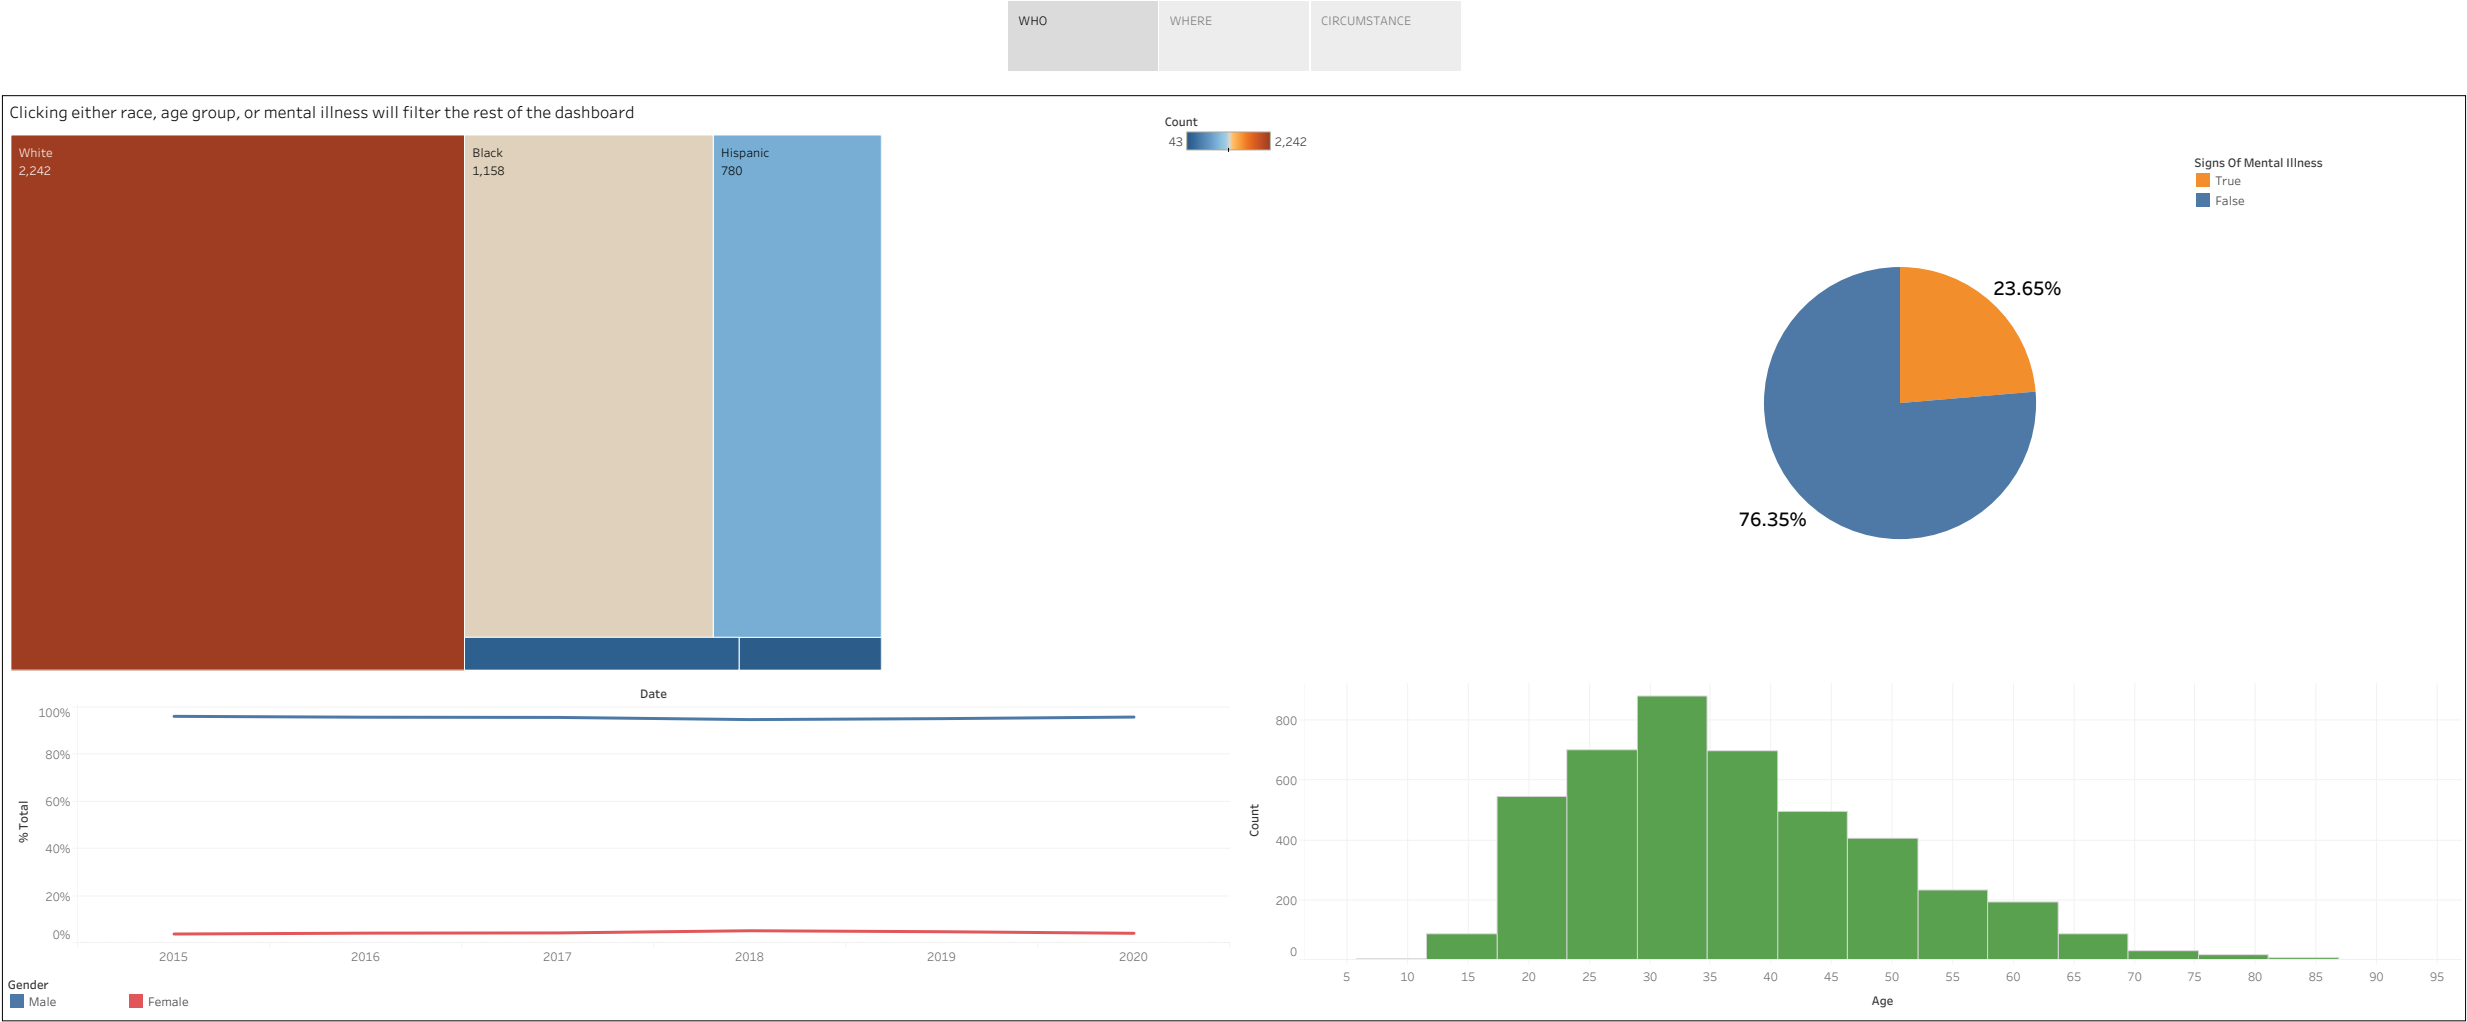 WHO
WHERE
CIRCUMSTANCE
Clicking either race, age group, or mental illness will filter the rest of the dashboard
White
2,242
Black
1,158
Hispanic
780
Count
43
2,242
Signs Of Mental Illness
True
False
23.65%
76.35%
Date
100%
80%
60%
40%
20%
0%
% Total
2015 2016 2017 2018 2019 2020
Gender
Male Female
800
600
400
200
0
Count
5 10 15 20 25 30 35 40 45 50 55 60 65 70 75 80 85 90 95
Age